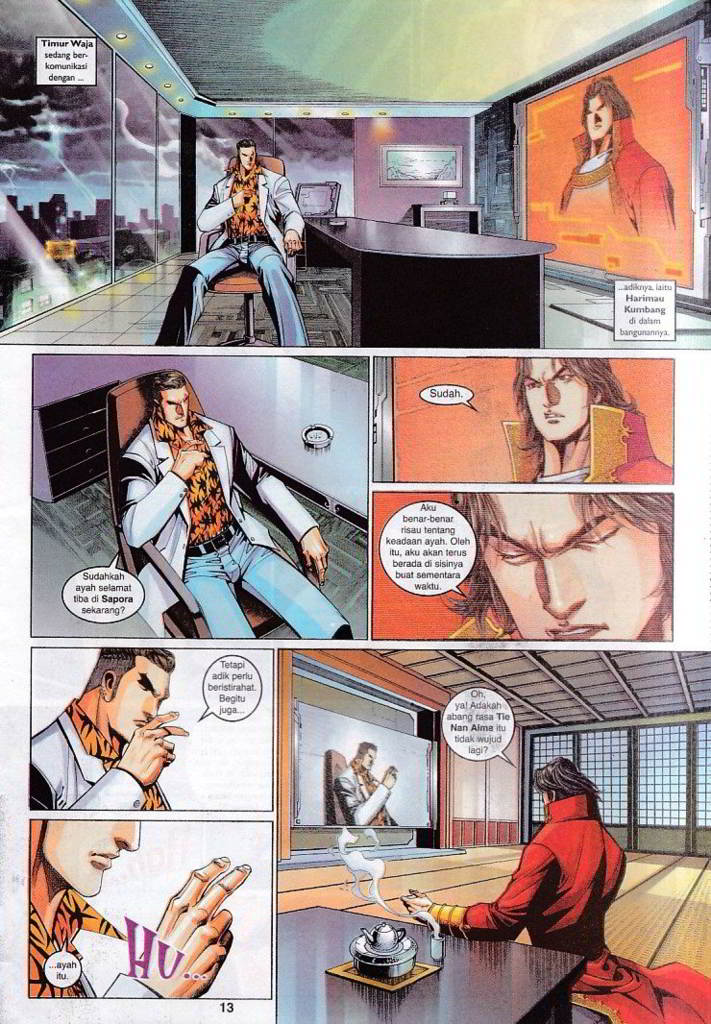 Timur Waja
sedang ber-
komunikasi
dengan ...
...adiknya, iaitu
Harimau
Kumbang
di dalam
bangunannya.
Sudahkah
ayah selamat
tiba di Sapora
sekarang?
Sudah.
Aku
benar-benar
risau tentang
keadaan ayah. Oleh
itu, aku akan terus
berada di sisinya
buat sementara
waktu.
Tetapi
adik perlu
beristirahat.
Begitu
juga...
...ayah
itu.
HU...
Oh,
ya! Adakah
abang rasa Tie
Nan Alma itu
tidak wujud
lagi?
13